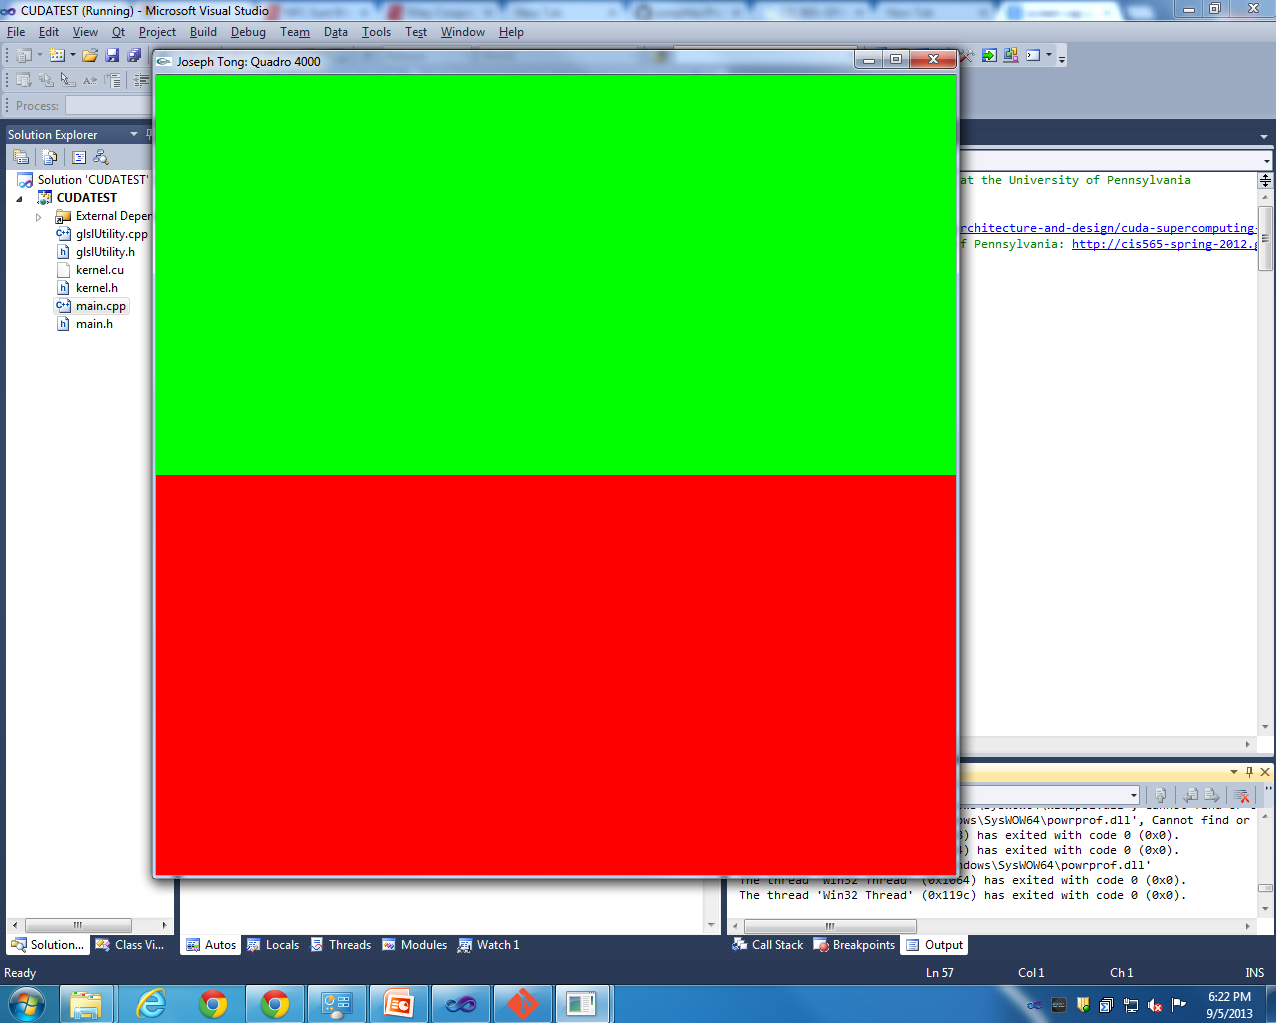 CUDATEST (Running) - Microsoft Visual Studio
File Edit View Qt Project Build Debug Team Data Tools Test Window Help
Joseph Tong: Quadro 4000
Process:
Solution Explorer
Solution 'CUDATEST'
CUDATEST
External Deper
glslUtility.cpp
glslUtility.h
kernel.cu
kernel.h
main.cpp
main.h
at the University of Pennsylvania
rchitecture-and-design/cuda-supercomputing-
f Pennsylvania: http://cis565-spring-2012.g
ows\SysWOW64\powrprof.dll', Cannot find or
) has exited with code 0 (0x0).
) has exited with code 0 (0x0).
ndows\SysWOW64\powrprof.dll'
The thread 'Win32 Thread' (0x1064) has exited with code 0 (0x0).
The thread 'Win32 Thread' (0x119c) has exited with code 0 (0x0).
Solution... Class Vi... Autos Locals Threads Modules Watch 1 Call Stack Breakpoints Output
Ready Ln 57 Col 1 Ch 1 INS
6:22 PM
9/5/2013